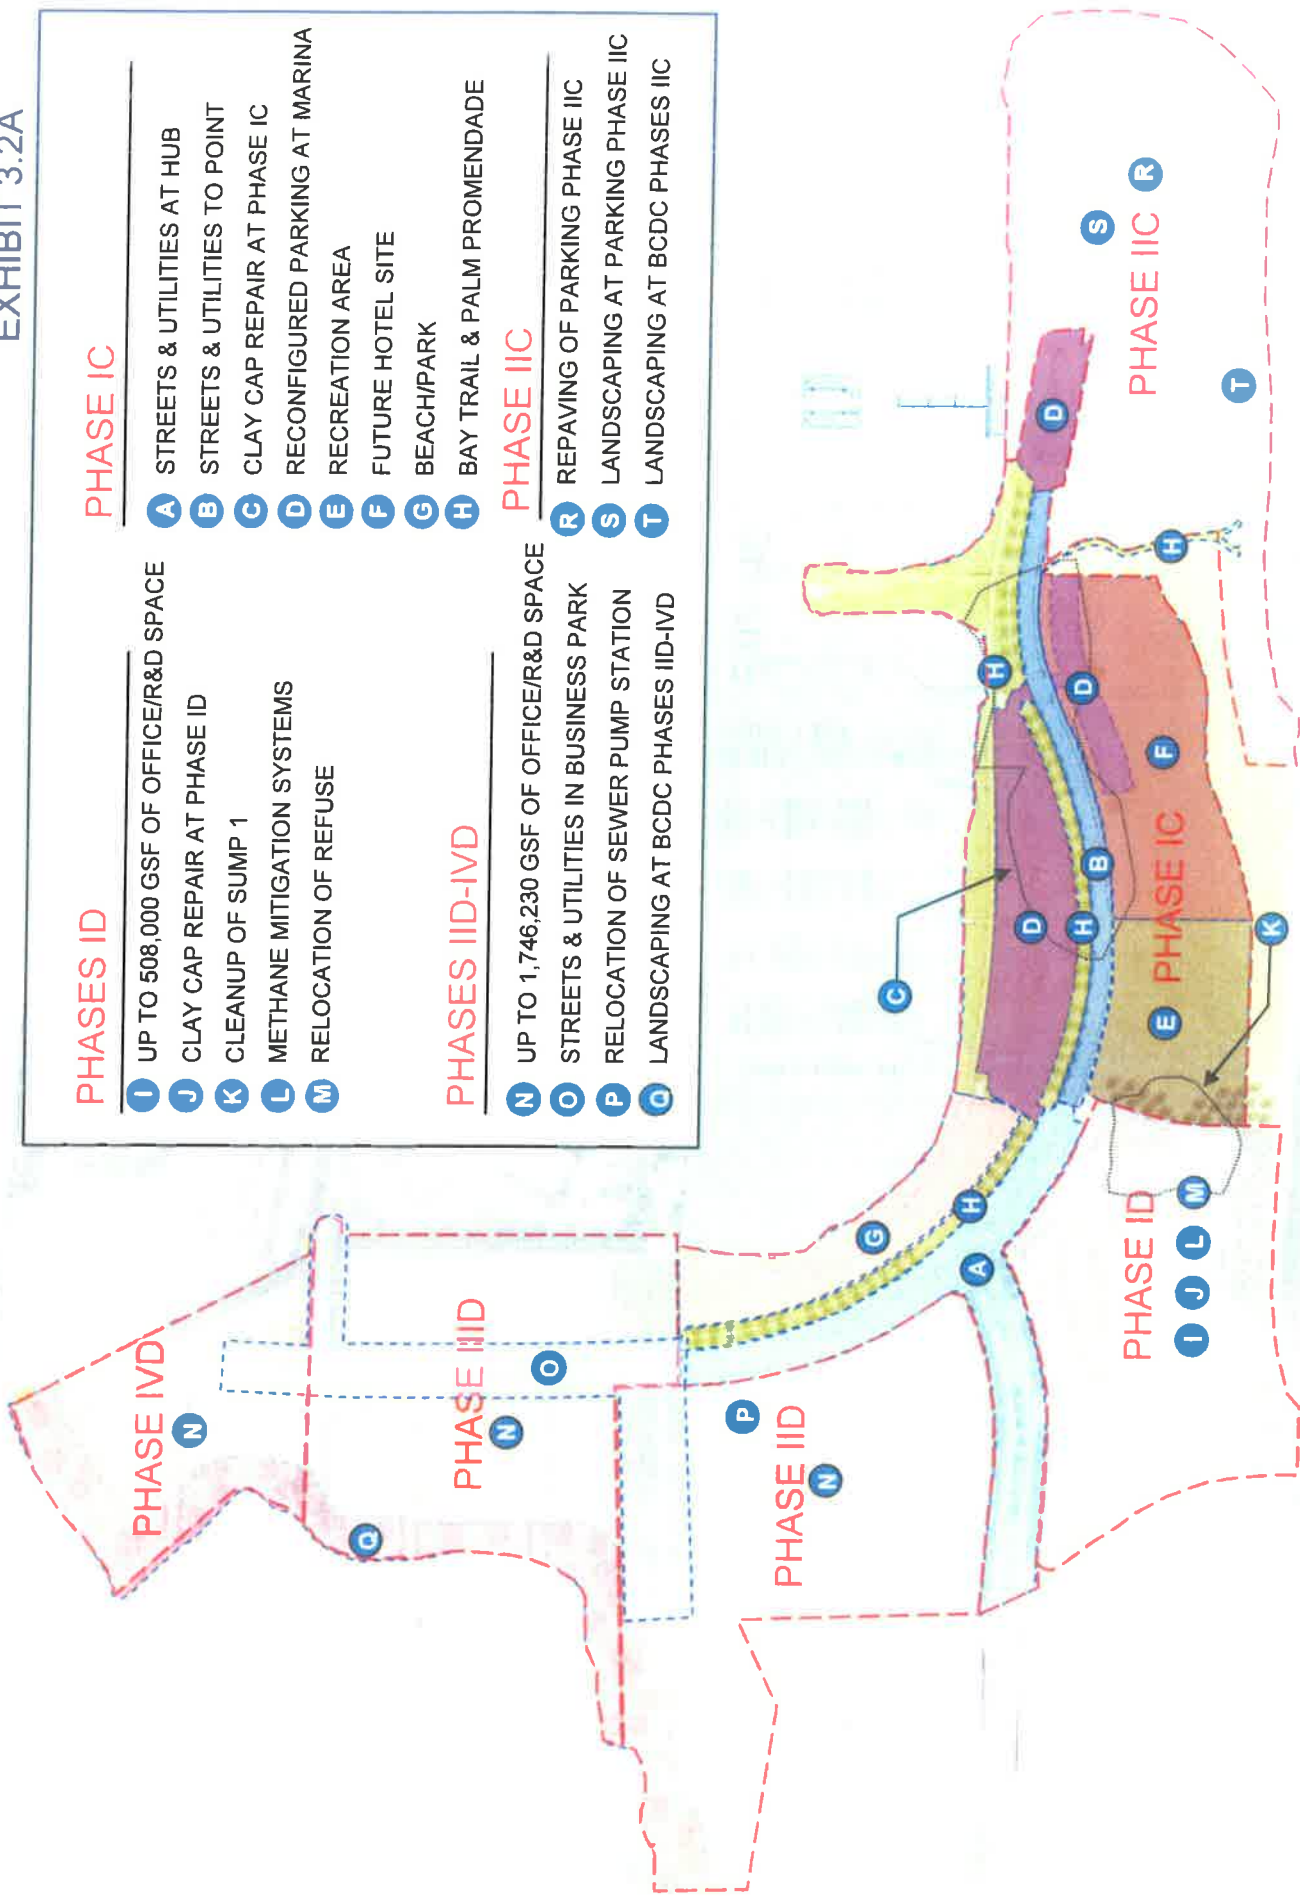 EXHIBIT 3.2A
PHASES ID
I UP TO 508,000 GSF OF OFFICE/R&D SPACE
J CLAY CAP REPAIR AT PHASE ID
K CLEANUP OF SUMP 1
L METHANE MITIGATION SYSTEMS
M RELOCATION OF REFUSE
PHASES IID-IVD
N UP TO 1,746,230 GSF OF OFFICE/R&D SPACE
O STREETS & UTILITIES IN BUSINESS PARK
P RELOCATION OF SEWER PUMP STATION
Q LANDSCAPING AT BCDC PHASES IID-IVD
PHASE IC
A STREETS & UTILITIES AT HUB
B STREETS & UTILITIES TO POINT
C CLAY CAP REPAIR AT PHASE IC
D RECONFIGURED PARKING AT MARINA
E RECREATION AREA
F FUTURE HOTEL SITE
G BEACH/PARK
H BAY TRAIL & PALM PROMENDADE
PHASE IIC
R REPAVING OF PARKING PHASE IIC
S LANDSCAPING AT PARKING PHASE IIC
T LANDSCAPING AT BCDC PHASES IIC
PHASE IVD
N
PHASE IIID
N
O
Q
P
PHASE IID
N
G
H
A
C
H
D
H
B
D
D
PHASE IC
E
F
K
H
PHASE ID
I J L M
PHASE IIC
S
R
T